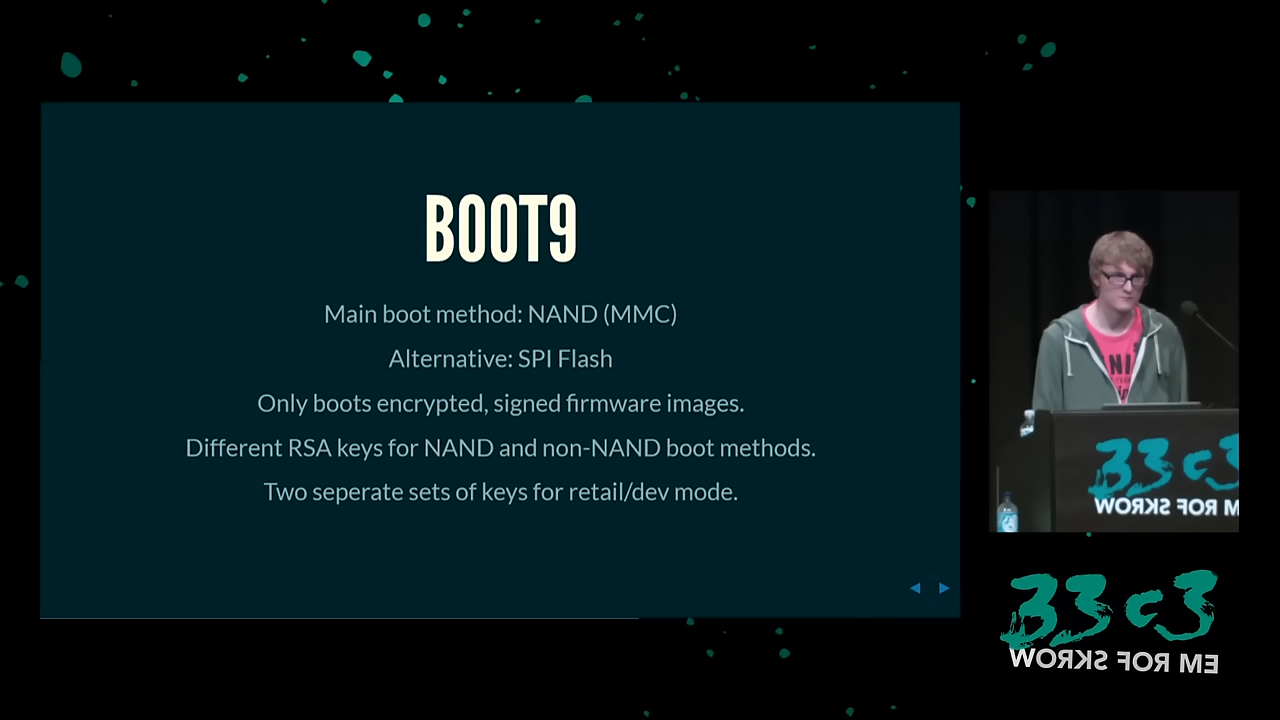 BOOT9
Main boot method: NAND (MMC)
Alternative: SPI Flash
Only boots encrypted, signed firmware images.
Different RSA keys for NAND and non-NAND boot methods.
Two seperate sets of keys for retail/dev mode.
33c3
WORKS FOR M
33c3
WORKS FOR ME